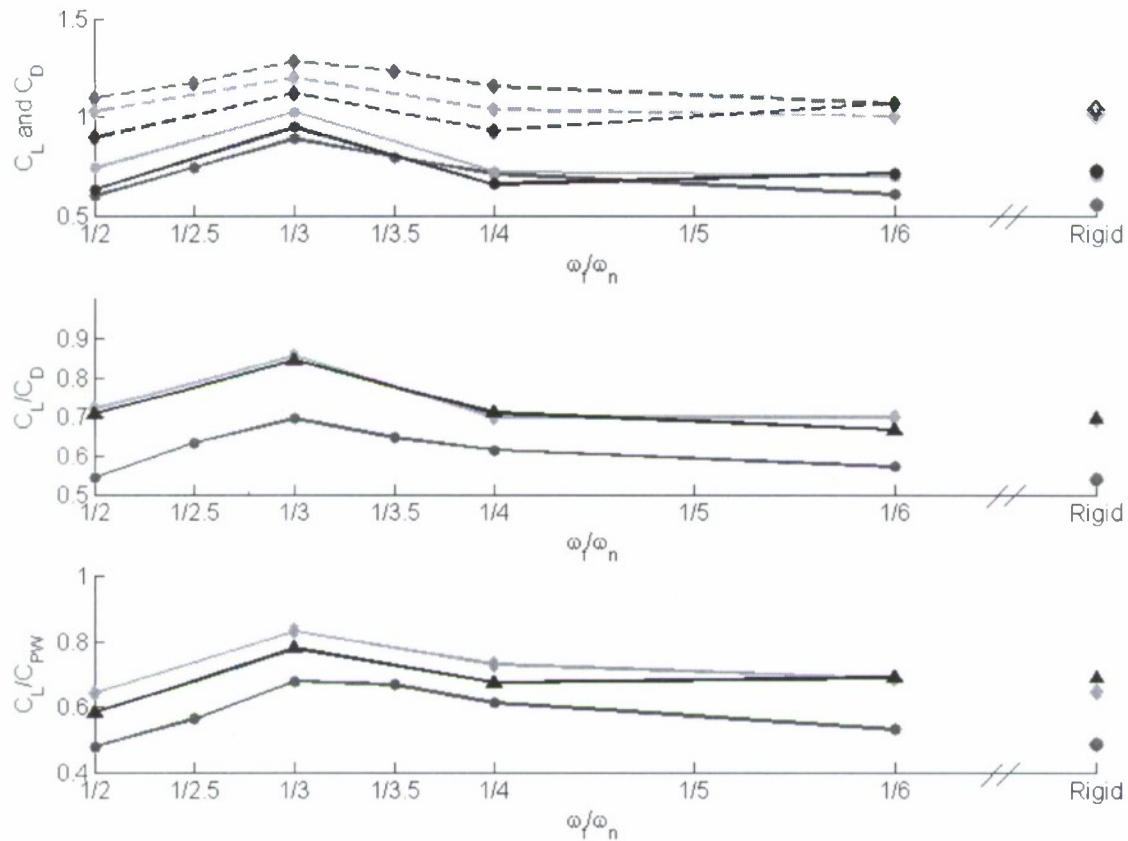 1.5
1
0.5
C_L and C_D
1/2 1/2.5 1/3 1/3.5 1/4 1/5 1/6 Rigid
ω_f/ω_n
0.9
0.8
0.7
0.6
0.5
C_L/C_D
1/2 1/2.5 1/3 1/3.5 1/4 1/5 1/6 Rigid
ω_f/ω_n
1
0.8
0.6
0.4
C_L/C_PW
1/2 1/2.5 1/3 1/3.5 1/4 1/5 1/6 Rigid
ω_f/ω_n